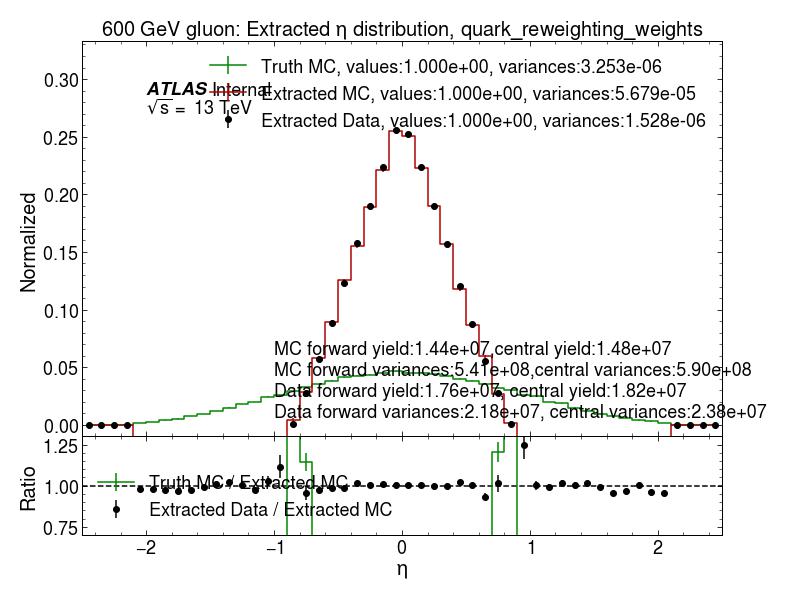 600 GeV gluon: Extracted η distribution, quark_reweighting_weights
Truth MC, values:1.000e+00, variances:3.253e-06
ATLAS Internal
Extracted MC, values:1.000e+00, variances:5.679e-05
√s = 13 TeV
Extracted Data, values:1.000e+00, variances:1.528e-06
0.30
0.25
0.20
0.15
0.10
0.05
0.00
Normalized
MC forward yield:1.44e+07,central yield:1.48e+07
MC forward variances:5.41e+08,central variances:5.90e+08
Data forward yield:1.76e+07, central yield:1.82e+07
Data forward variances:2.18e+07, central variances:2.38e+07
1.25
1.00
0.75
Ratio
Truth MC / Extracted MC
Extracted Data / Extracted MC
−2 −1 0 1 2
η